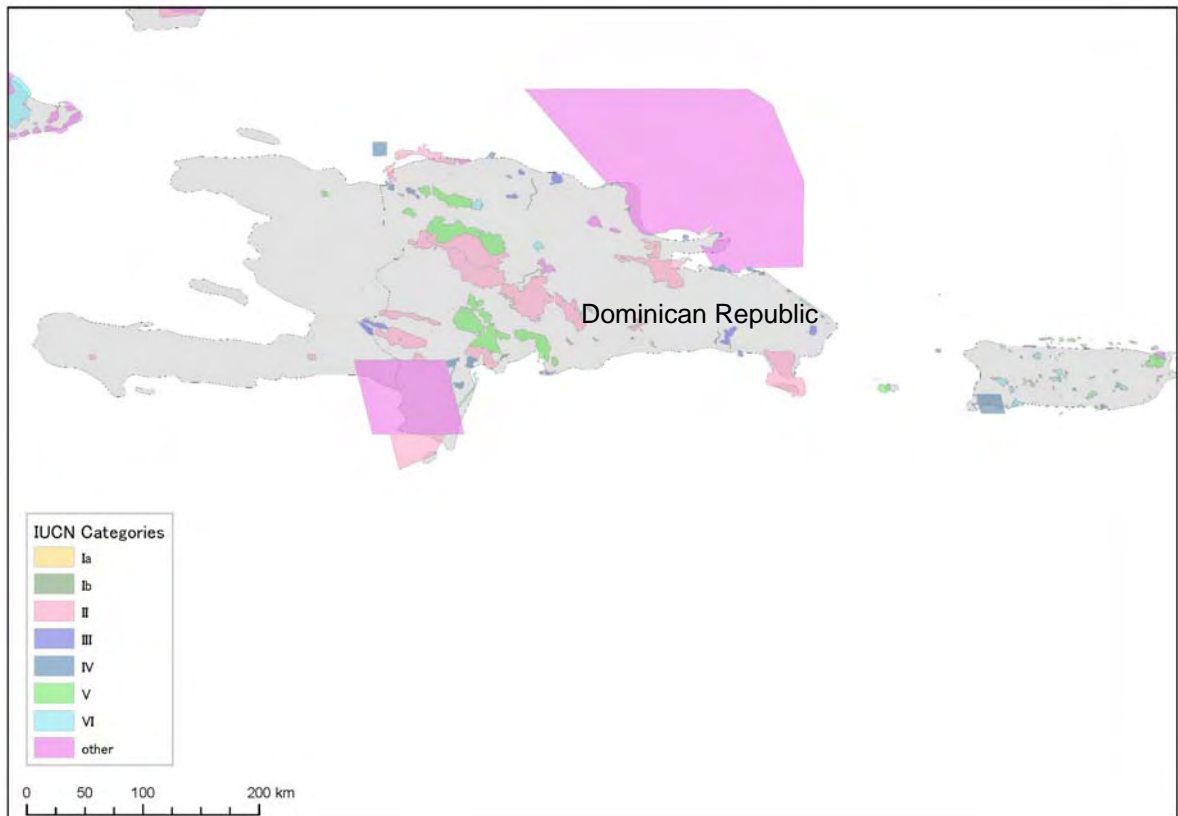 Dominican Republic
IUCN Categories
Ia
Ib
II
III
IV
V
VI
other
0 50 100 200 km